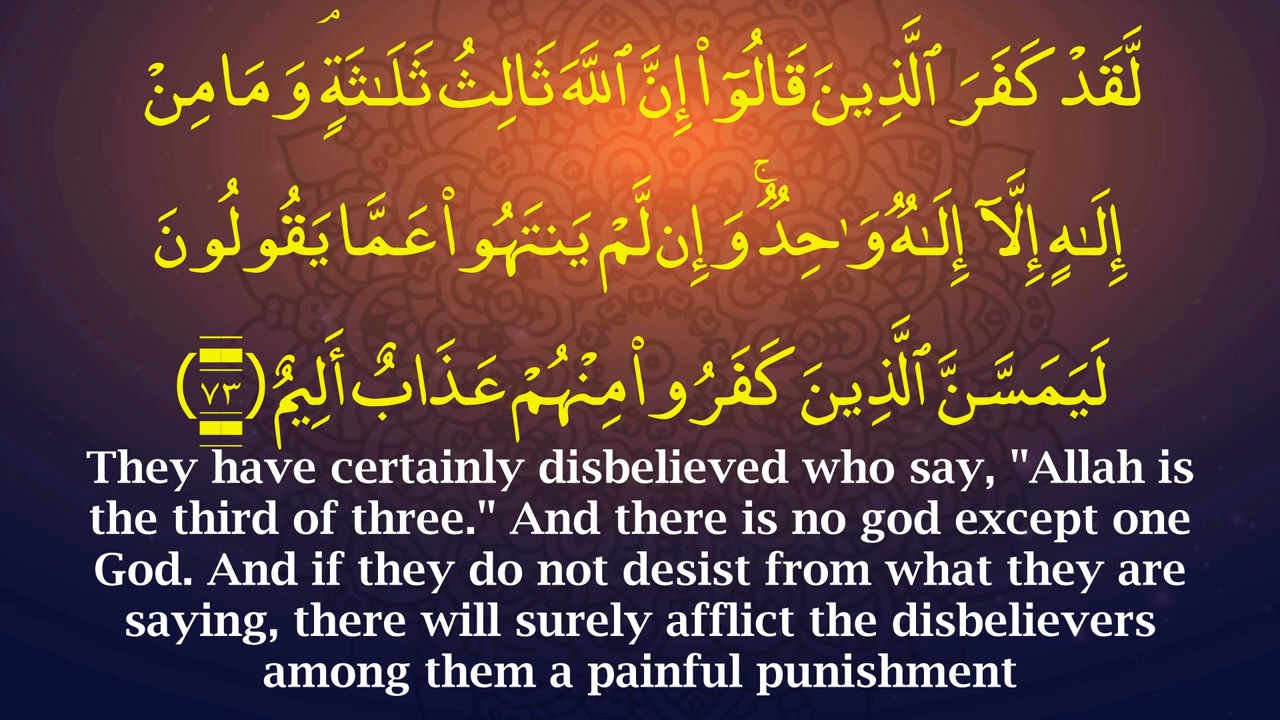 لَّقَدْ كَفَرَ ٱلَّذِينَ قَالُوٓا۟ إِنَّ ٱللَّهَ ثَالِثُ ثَلَـٰثَةٍۢ وَمَا مِنْ
إِلَـٰهٍ إِلَّآ إِلَـٰهٌۭ وَٰحِدٌۭ ۚ وَإِن لَّمْ يَنتَهُوا۟ عَمَّا يَقُولُونَ
لَيَمَسَّنَّ ٱلَّذِينَ كَفَرُوا۟ مِنْهُمْ عَذَابٌ أَلِيمٌ (٧٣)
They have certainly disbelieved who say, "Allah is
the third of three." And there is no god except one
God. And if they do not desist from what they are
saying, there will surely afflict the disbelievers
among them a painful punishment